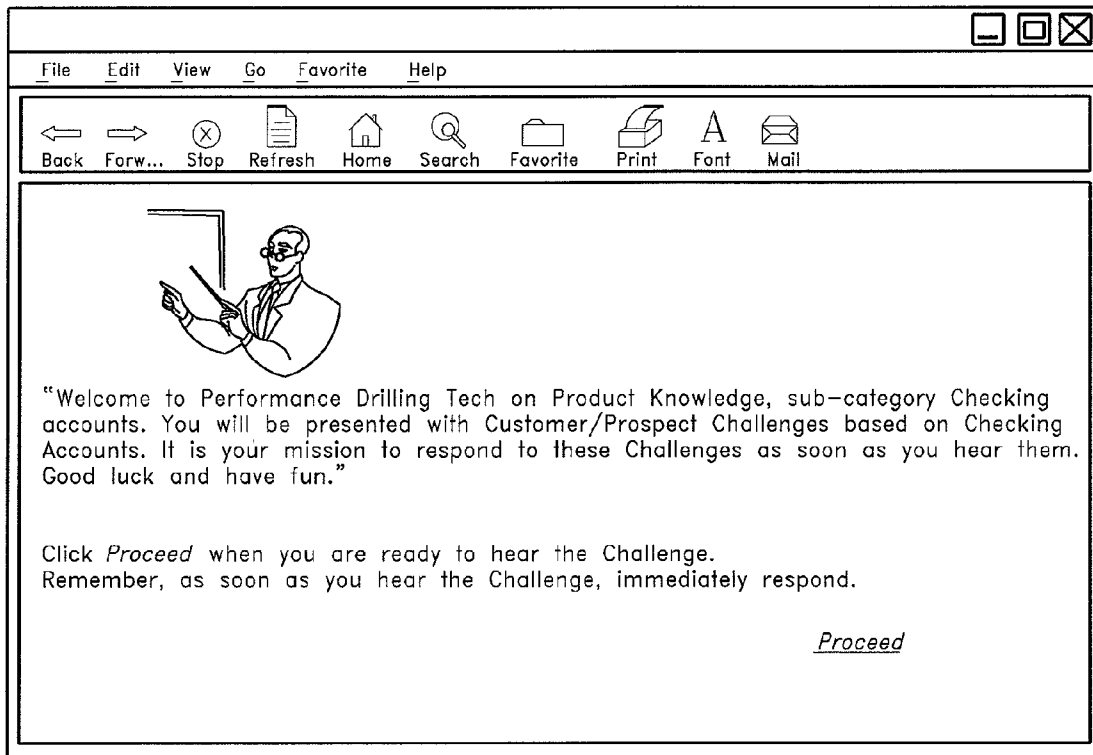 File Edit View Go Favorite Help
Back Forw... Stop Refresh Home Search Favorite Print Font Mail
"Welcome to Performance Drilling Tech on Product Knowledge, sub-category Checking
accounts. You will be presented with Customer/Prospect Challenges based on Checking
Accounts. It is your mission to respond to these Challenges as soon as you hear them.
Good luck and have fun."
Click Proceed when you are ready to hear the Challenge.
Remember, as soon as you hear the Challenge, immediately respond.
Proceed